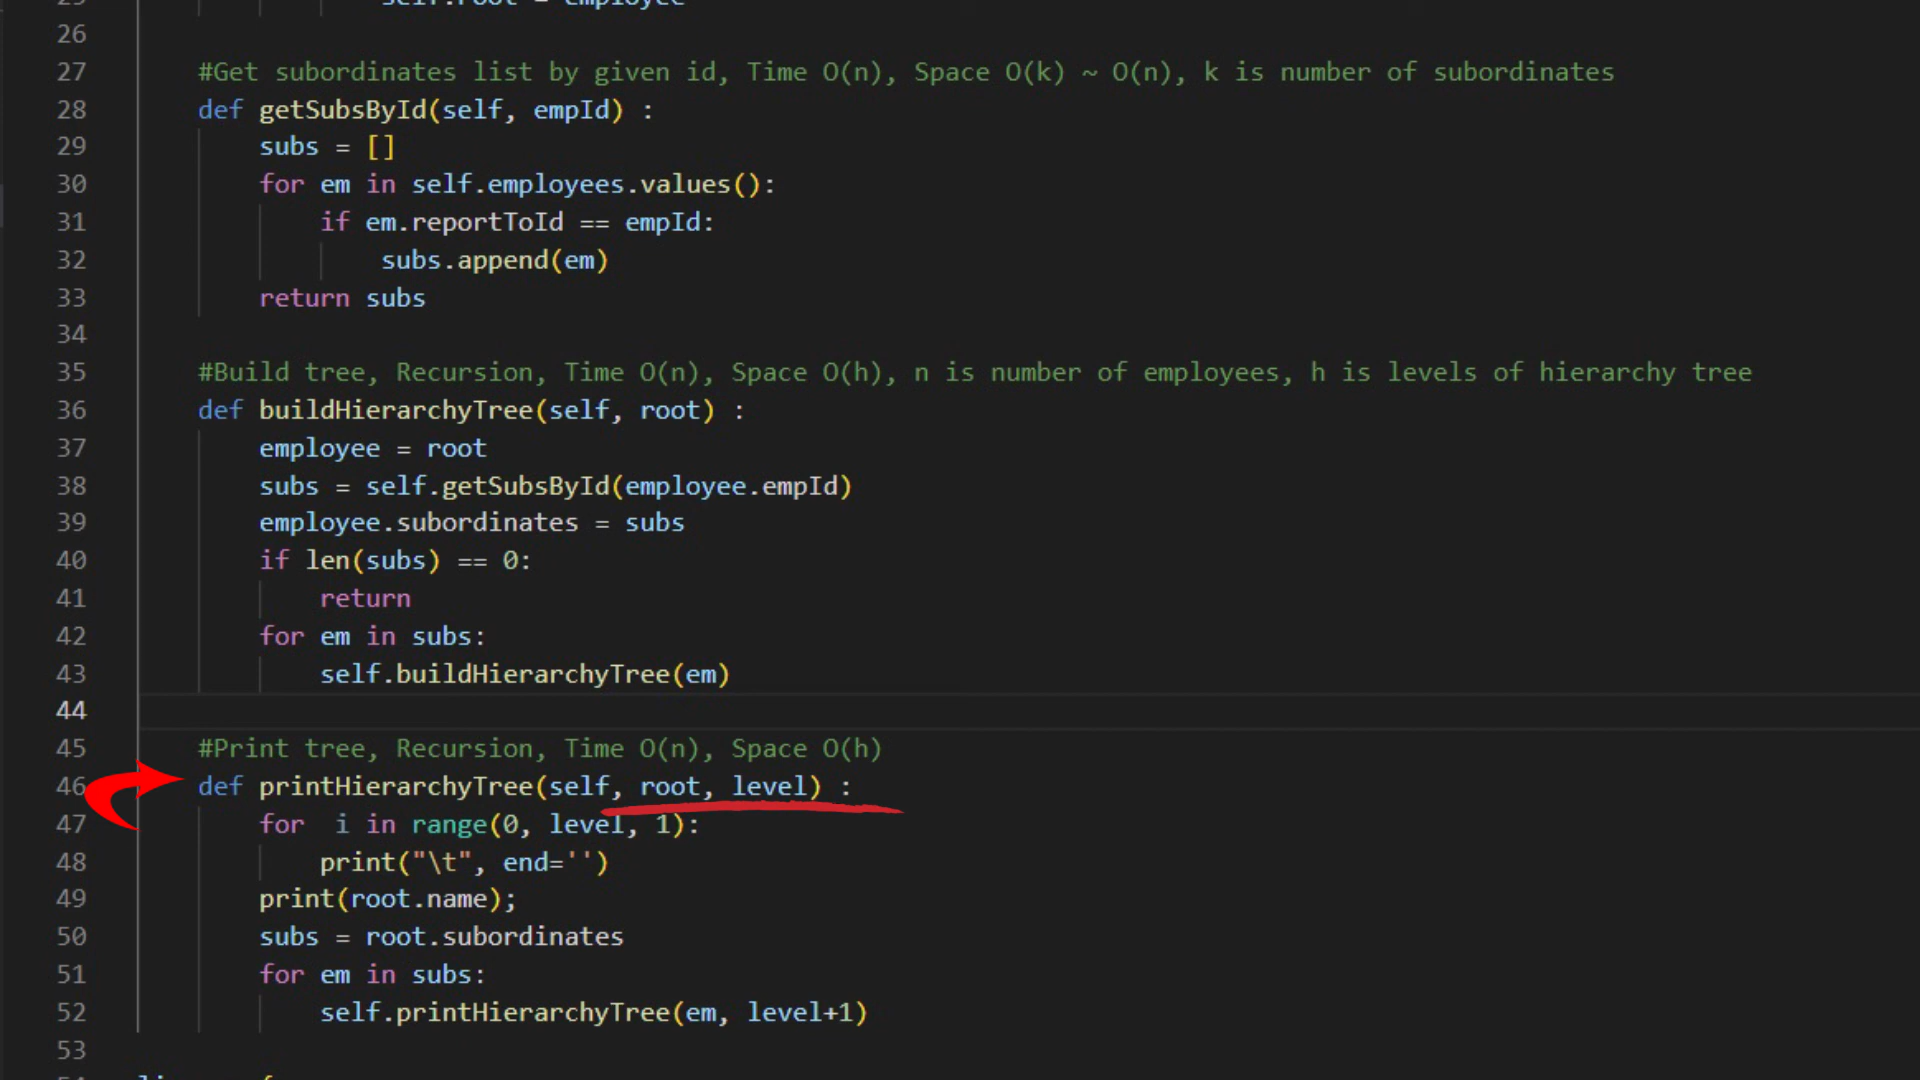 25 self.root = employee
26
27 #Get subordinates list by given id, Time O(n), Space O(k) ~ O(n), k is number of subordinates
28 def getSubsById(self, empId) :
29 subs = []
30 for em in self.employees.values():
31 if em.reportToId == empId:
32 subs.append(em)
33 return subs
34
35 #Build tree, Recursion, Time O(n), Space O(h), n is number of employees, h is levels of hierarchy tree
36 def buildHierarchyTree(self, root) :
37 employee = root
38 subs = self.getSubsById(employee.empId)
39 employee.subordinates = subs
40 if len(subs) == 0:
41 return
42 for em in subs:
43 self.buildHierarchyTree(em)
44
45 #Print tree, Recursion, Time O(n), Space O(h)
46 def printHierarchyTree(self, root, level) :
47 for  i in range(0, level, 1):
48 print("\t", end='')
49 print(root.name);
50 subs = root.subordinates
51 for em in subs:
52 self.printHierarchyTree(em, level+1)
53